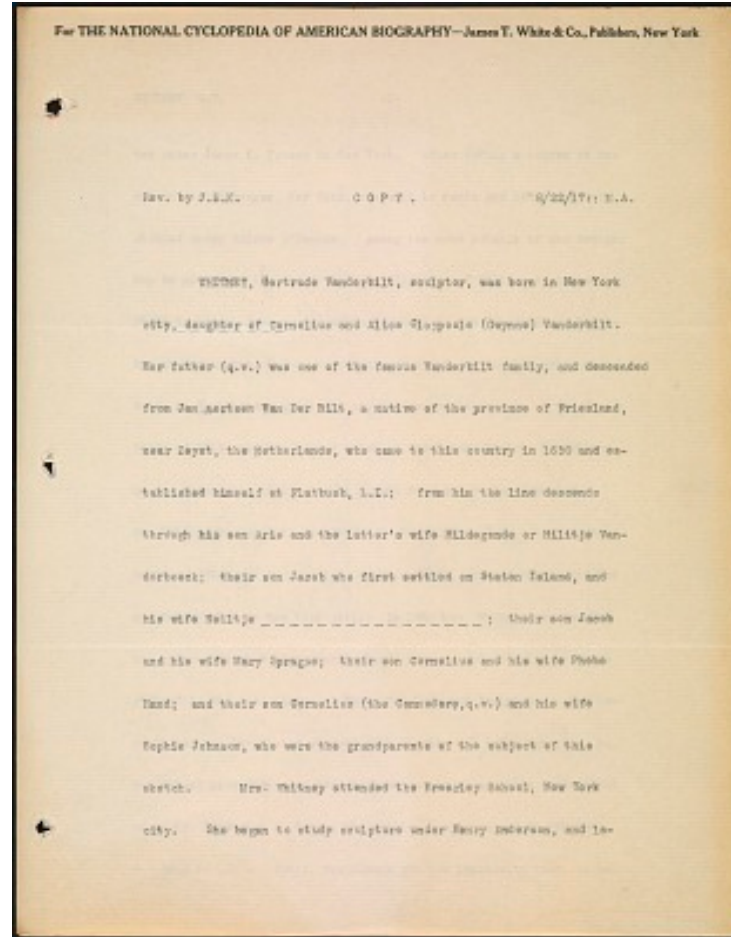 For THE NATIONAL CYCLOPEDIA OF AMERICAN BIOGRAPHY—James T. White & Co., Publishers, New York
Rev. by J.E.K. C O P Y . 8/22/17:: E.A.
WHITNEY, Gertrude Vanderbilt, sculptor, was born in New York
city, daughter of Cornelius and Alice Claypoole (Gwynne) Vanderbilt.
Her father (q.v.) was one of the famous Vanderbilt family, and descended
from Jan Aertsen Van Der Bilt, a native of the province of Friesland,
near Zeyst, the Netherlands, who came to this country in 1650 and es-
tablished himself at Flatbush, L.I.; from him the line descends
through his son Aris and the latter's wife Hildegande or Hilitje Van-
derbeeck; their son Jacob who first settled on Staten Island, and
his wife Neiltje _ _ _ _ _ _ _ _ _ _ _ _ _ _ _ _ ; their son Jacob
and his wife Mary Sprague; their son Cornelius and his wife Phebe
Hand; and their son Cornelius (the Commodore,q.v.) and his wife
Sophie Johnson, who were the grandparents of the subject of this
sketch. Mrs. Whitney attended the Brearley School, New York
city. She began to study sculpture under Henry Anderson, and la-